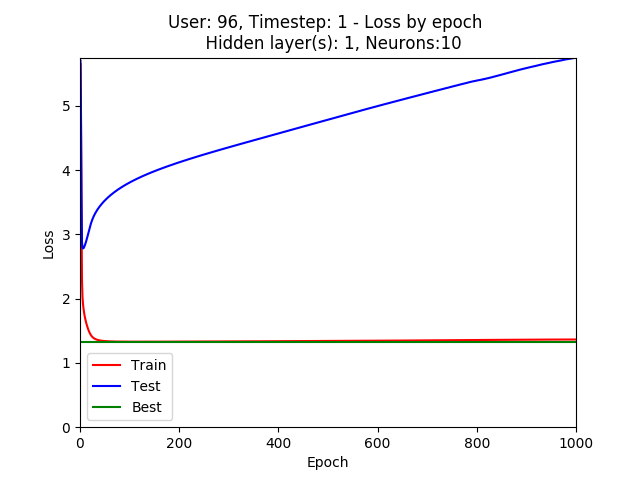 User: 96, Timestep: 1 - Loss by epoch
Hidden layer(s): 1, Neurons:10
5
4
3
2
1
0
Loss
Train
Test
Best
0 200 400 600 800 1000
Epoch